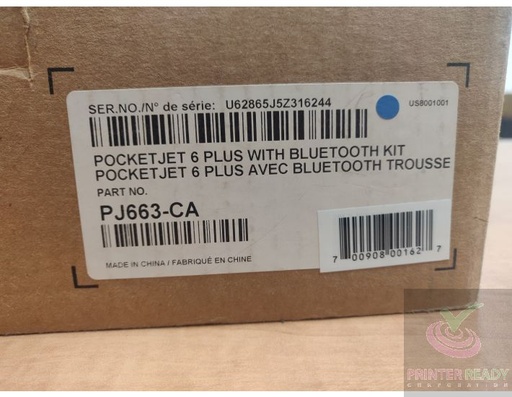 SER.NO./N° de série: U62865J5Z316244
US8001001
POCKETJET 6 PLUS WITH BLUETOOTH KIT
POCKETJET 6 PLUS AVEC BLUETOOTH TROUSSE
PART NO.
PJ663-CA
MADE IN CHINA / FABRIQUÉ EN CHINE
7 00908 00162 7
PRINTER READY
CORPORATION